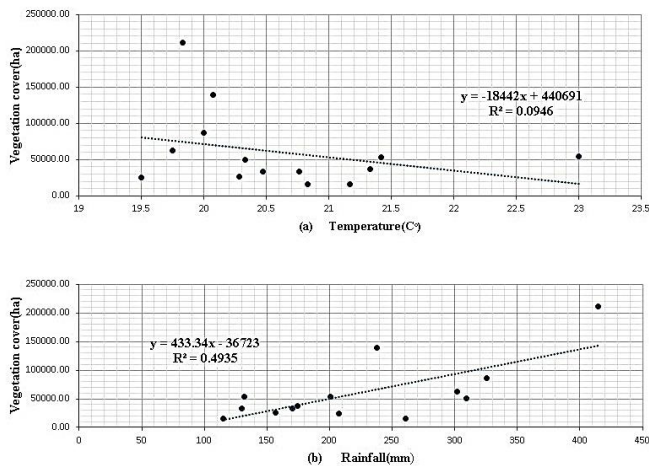 250000.00
200000.00
150000.00
100000.00
50000.00
0.00
Vegetation cover(ha)
y = -18442x + 440691
R² = 0.0946
19 19.5 20 20.5 21 21.5 22 22.5 23 23.5
(a) Temperature(C°)
250000.00
200000.00
150000.00
100000.00
50000.00
0.00
Vegetation cover(ha)
y = 433.34x - 36723
R² = 0.4935
0 50 100 150 200 250 300 350 400 450
(b) Rainfall(mm)